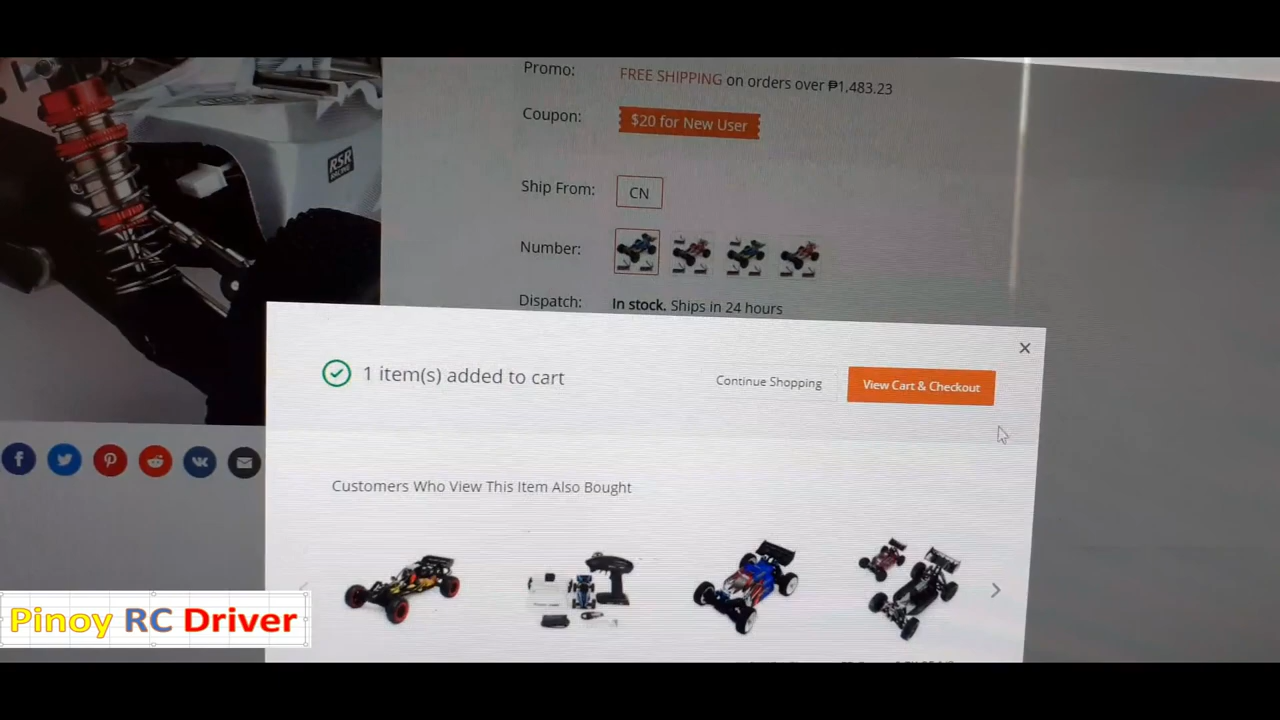 Promo: FREE SHIPPING on orders over ₱1,483.23
Coupon: $20 for New User
RSR
RACING
Ship From: CN
Number:
Dispatch: In stock. Ships in 24 hours
1 item(s) added to cart
Continue Shopping
View Cart & Checkout
Customers Who View This Item Also Bought
Pinoy RC Driver